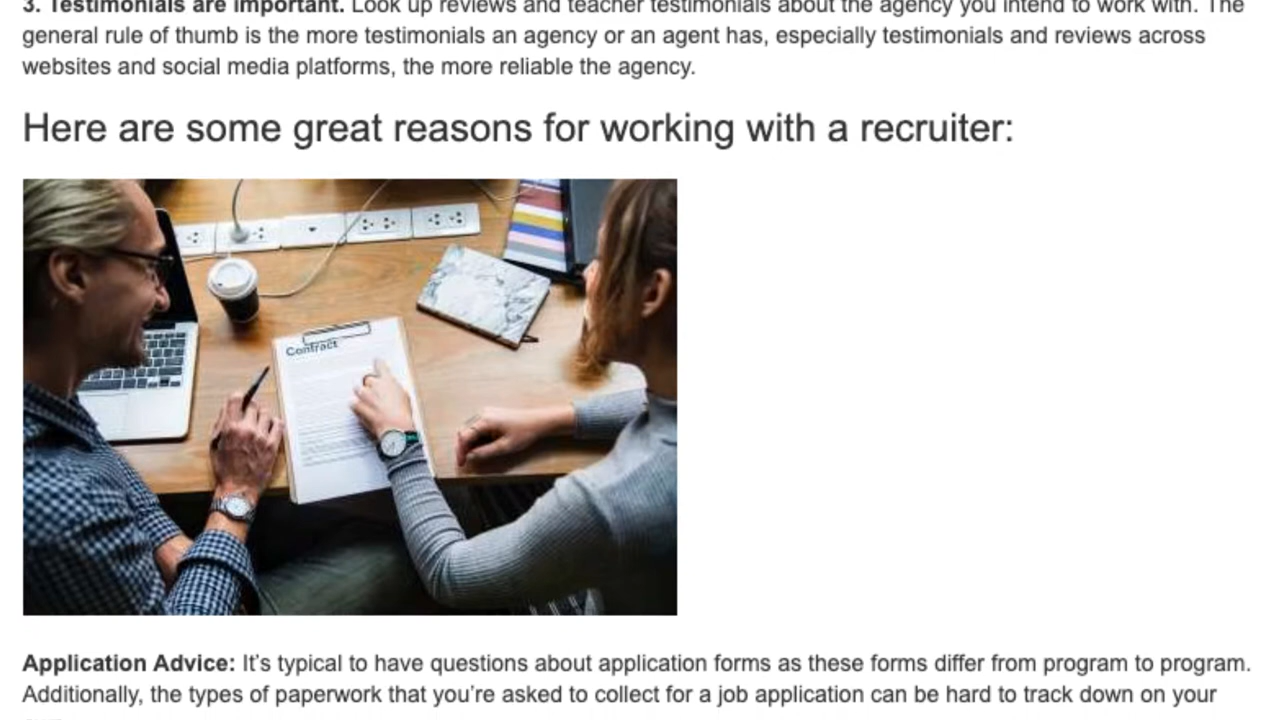 3. Testimonials are important. Look up reviews and teacher testimonials about the agency you intend to work with. The
general rule of thumb is the more testimonials an agency or an agent has, especially testimonials and reviews across
websites and social media platforms, the more reliable the agency.
Here are some great reasons for working with a recruiter:
Contract
Application Advice: It's typical to have questions about application forms as these forms differ from program to program.
Additionally, the types of paperwork that you're asked to collect for a job application can be hard to track down on your